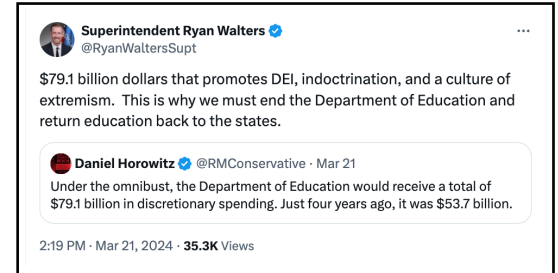 Superintendent Ryan Walters
@RyanWaltersSupt
$79.1 billion dollars that promotes DEI, indoctrination, and a culture of
extremism.  This is why we must end the Department of Education and
return education back to the states.
Daniel Horowitz @RMConservative · Mar 21
Under the omnibust, the Department of Education would receive a total of
$79.1 billion in discretionary spending. Just four years ago, it was $53.7 billion.
2:19 PM · Mar 21, 2024 · 35.3K Views